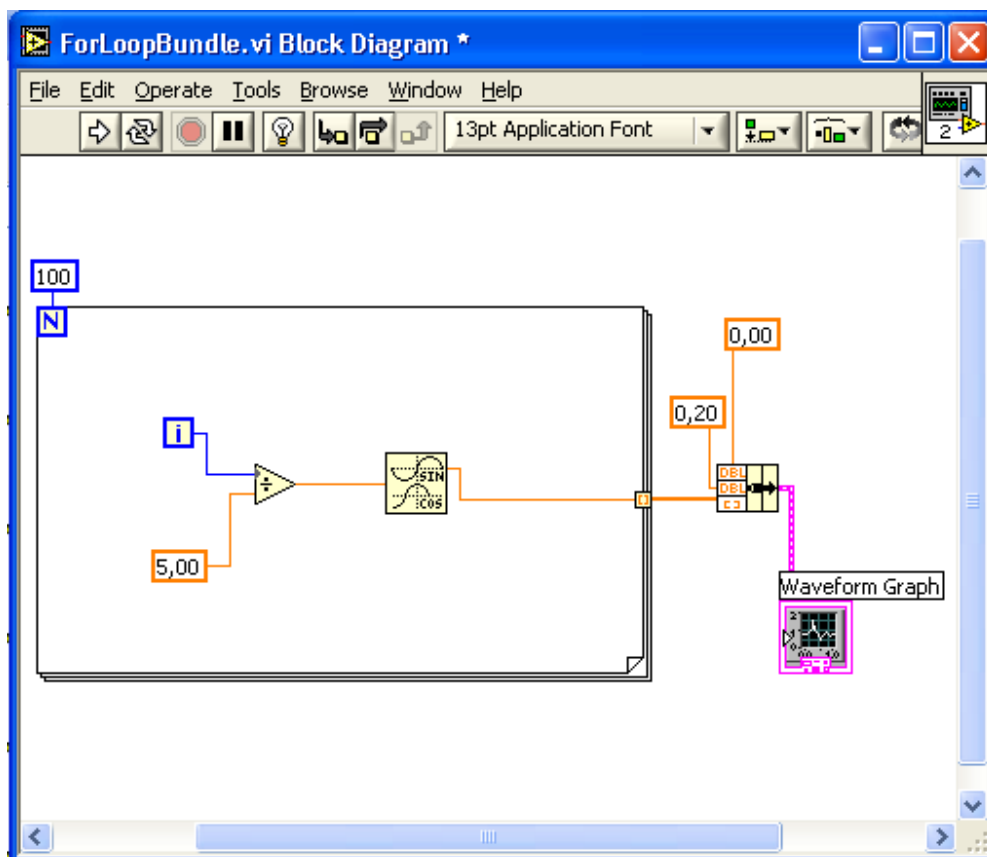 ForLoopBundle.vi Block Diagram *
File Edit Operate Tools Browse Window Help
13pt Application Font
2
100
N
0,00
0,20
i
÷
SIN
COS
DBL
DBL
[ ]
5,00
Waveform Graph